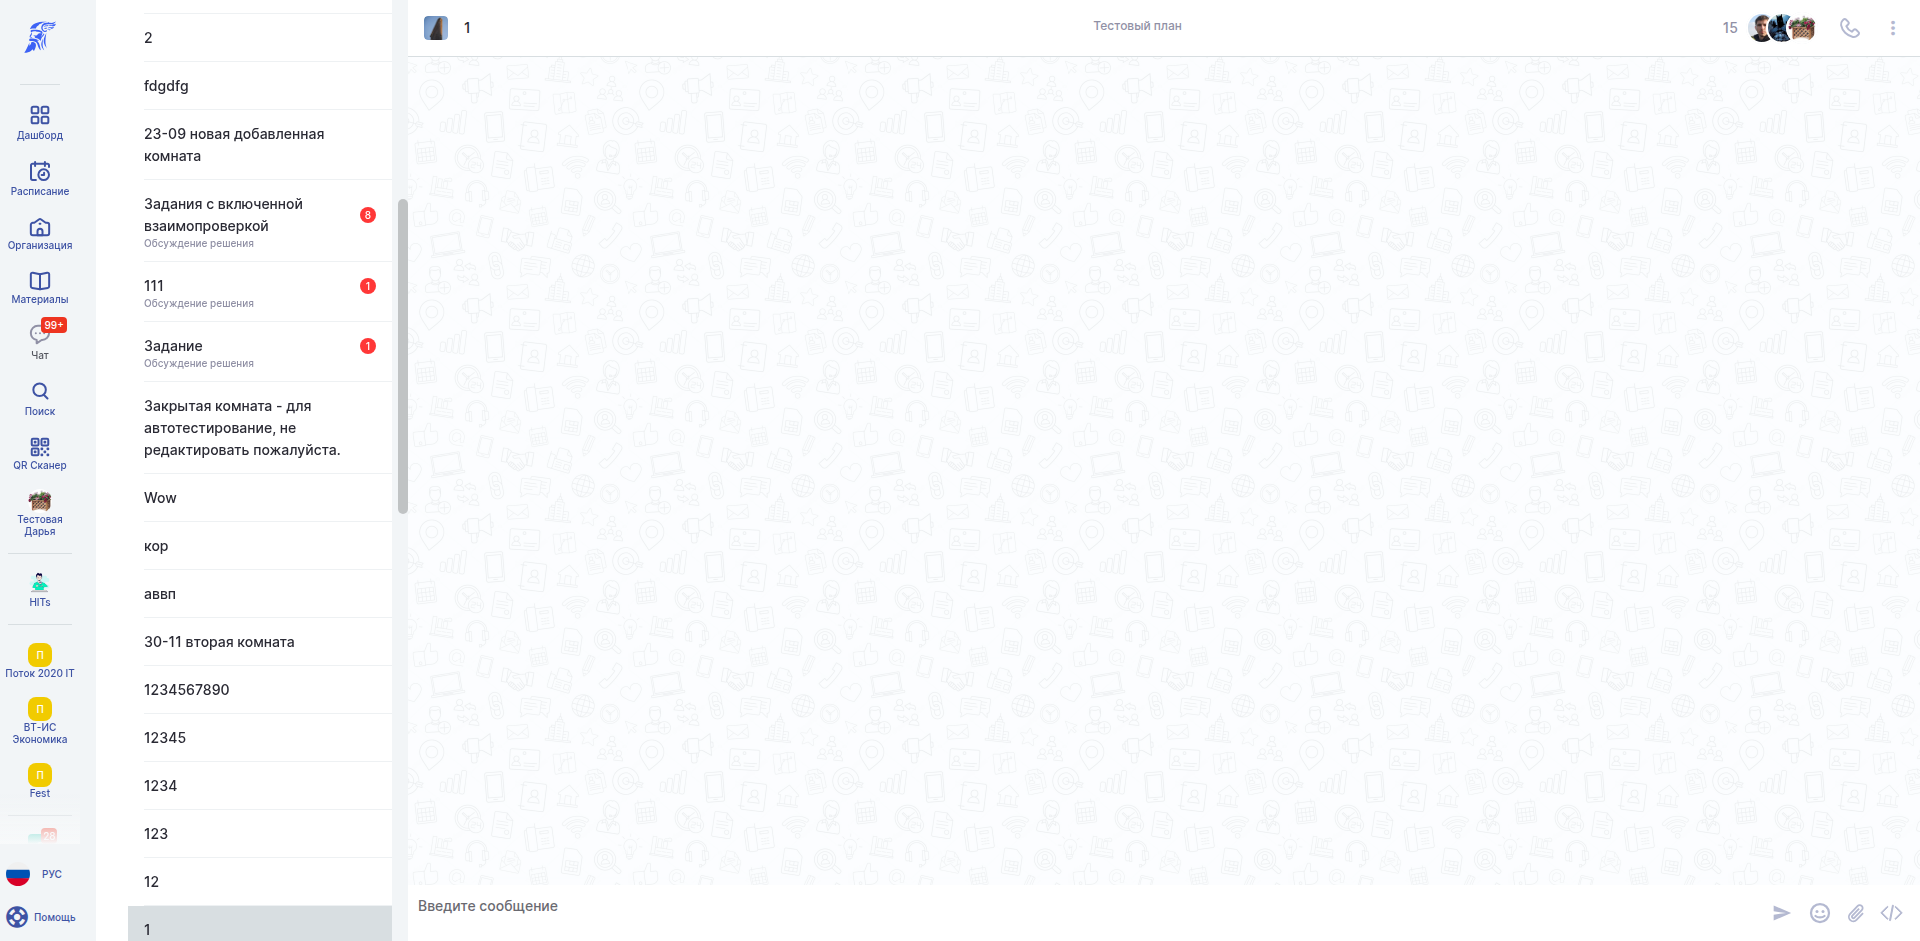 Дашборд
Расписание
Организация
Материалы
99+
Чат
Поиск
QR Сканер
Тестовая
Дарья
HITs
П
Поток 2020 IT
П
ВТ-ИС
Экономика
П
Fest
28
РУС
Помощь
2
fdgdfg
23-09 новая добавленная
комната
Задания с включенной
взаимопроверкой
8
Обсуждение решения
111
1
Обсуждение решения
Задание
1
Обсуждение решения
Закрытая комната - для
автотестирование, не
редактировать пожалуйста.
Wow
кор
аввп
30-11 вторая комната
1234567890
12345
1234
123
12
1
1
Тестовый план
15
Введите сообщение